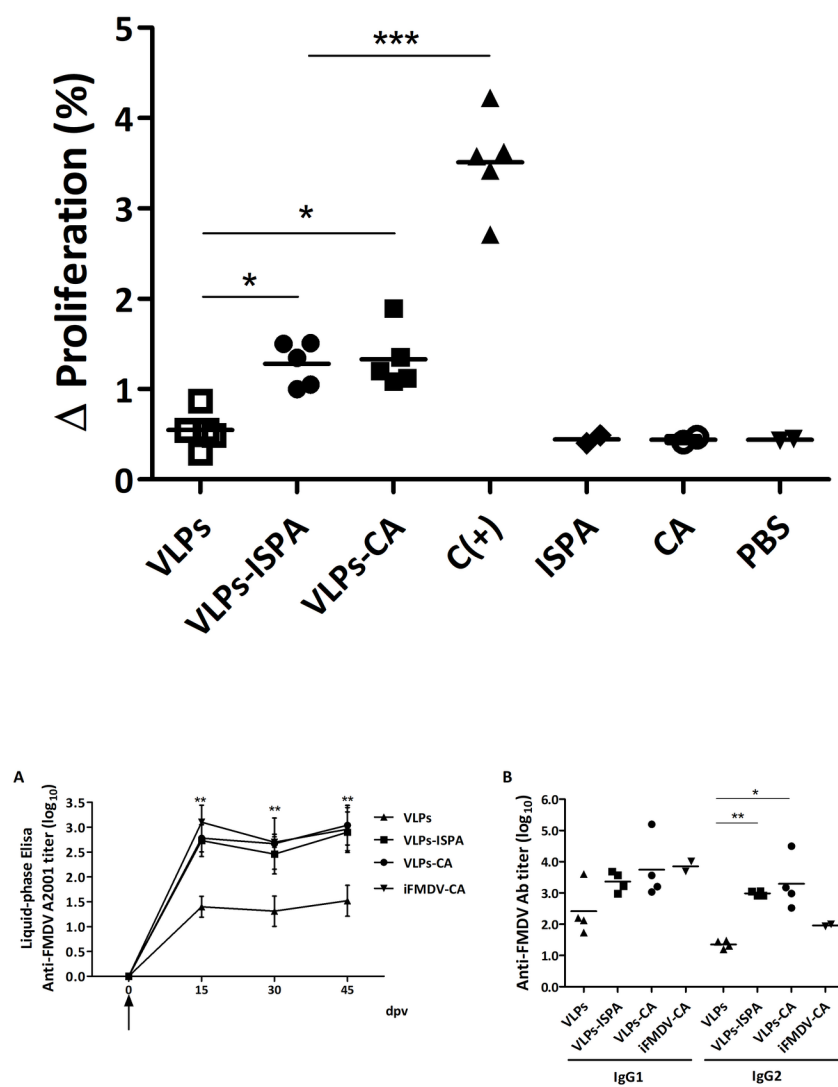 Δ Proliferation (%)
5
4
3
2
1
0
***
*
*
VLPs
VLPs-ISPA
VLPs-CA
C(+)
ISPA
CA
PBS
A
Liquid-phase Elisa
Anti-FMDV A2001 titer (log10)
3.5
3.0
2.5
2.0
1.5
1.0
0.5
0.0
**
**
**
0
15
30
45
dpv
VLPs
VLPs-ISPA
VLPs-CA
iFMDV-CA
B
Anti-FMDV Ab titer (log10)
6.0
5.0
4.0
3.0
2.0
1.0
0.0
*
**
VLPs
VLPs-ISPA
VLPs-CA
iFMDV-CA
VLPs
VLPs-ISPA
VLPs-CA
iFMDV-CA
IgG1
IgG2